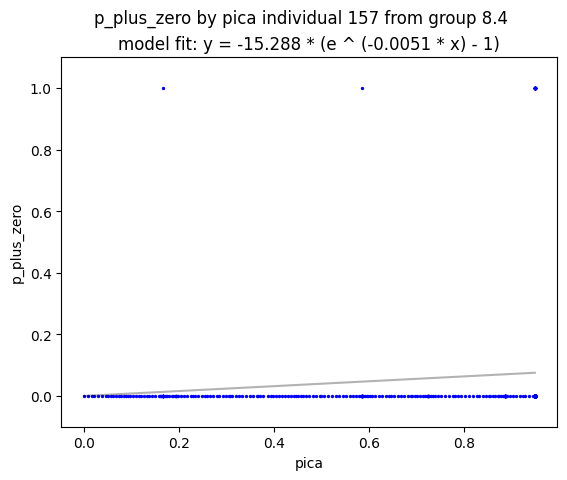 p_plus_zero by pica individual 157 from group 8.4
model fit: y = -15.288 * (e ^ (-0.0051 * x) - 1)
1.0
0.8
0.6
0.4
0.2
0.0
p_plus_zero
0.0 0.2 0.4 0.6 0.8
pica